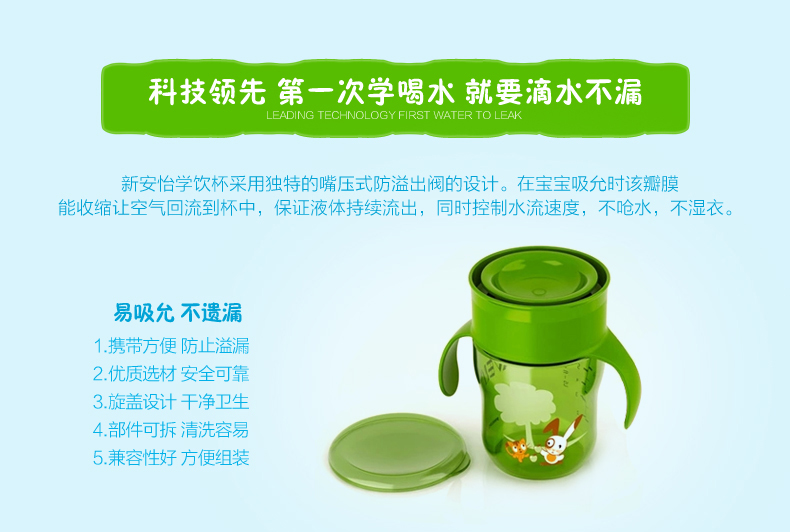 科技领先 第一次学喝水 就要滴水不漏
LEADING TECHNOLOGY FIRST WATER TO LEAK
新安怡学饮杯采用独特的嘴压式防溢出阀的设计。在宝宝吸允时该瓣膜
能收缩让空气回流到杯中，保证液体持续流出，同时控制水流速度，不呛水，不湿衣。
易吸允 不遗漏
1.携带方便 防止溢漏
2.优质选材 安全可靠
3.旋盖设计 干净卫生
4.部件可拆 清洗容易
5.兼容性好 方便组装